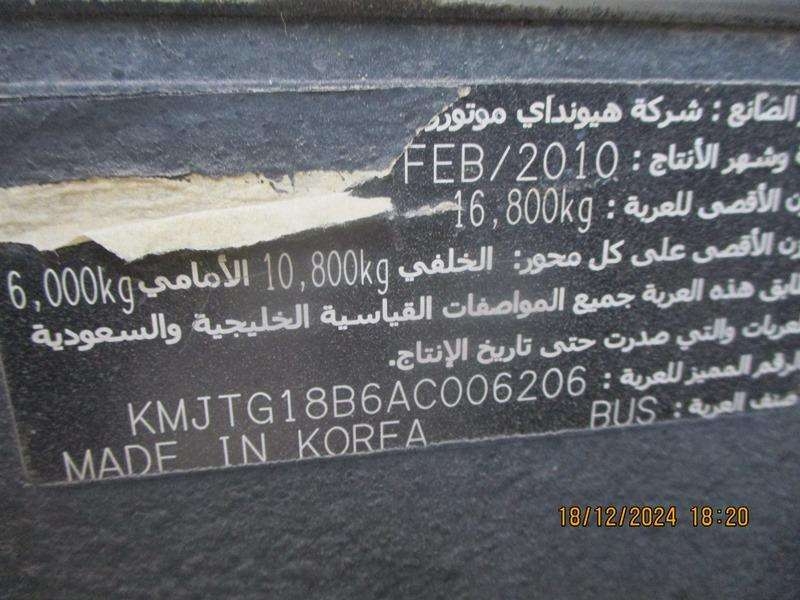 الصانع : شركة هيونداي موتورز
وشهر الأنتاج : FEB/2010
الأقصى للعربة : 16,800kg
الأقصى على كل محور: الخلفي 10,800kg الأمامي 6,000kg
هذه العربة جميع المواصفات القياسية الخليجية والسعودية
والتي صدرت حتى تاريخ الإنتاج.
الرقم المميز للعربة : KMJTG18B6AC006206
صنف العربة : BUS
MADE IN KOREA
18/12/2024 18:20